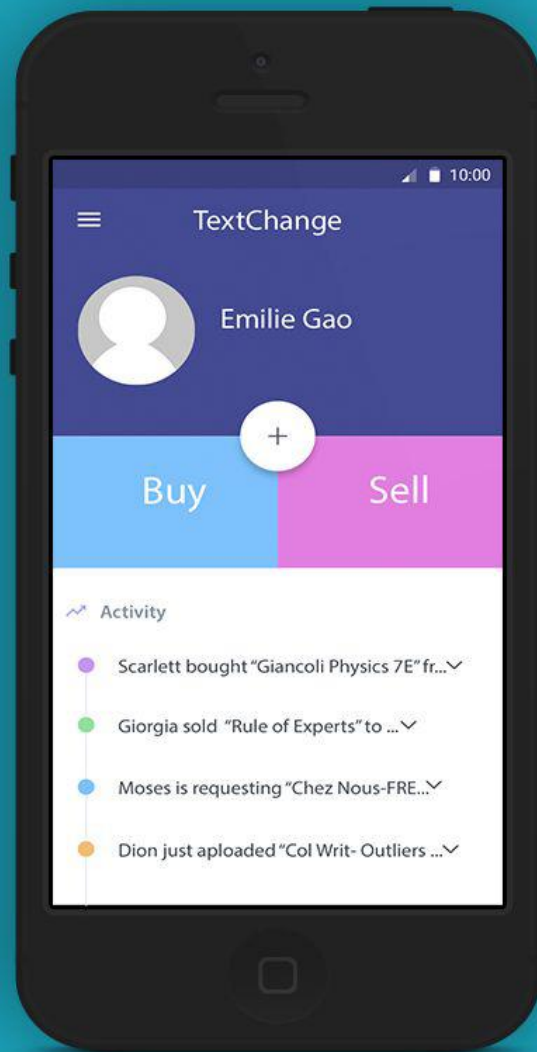 10:00
TextChange
Emilie Gao
Buy
Sell
Activity
Scarlett bought “Giancoli Physics 7E” fr...
Giorgia sold “Rule of Experts” to ...
Moses is requesting “Chez Nous-FRE...
Dion just aploaded “Col Writ- Outliers ...